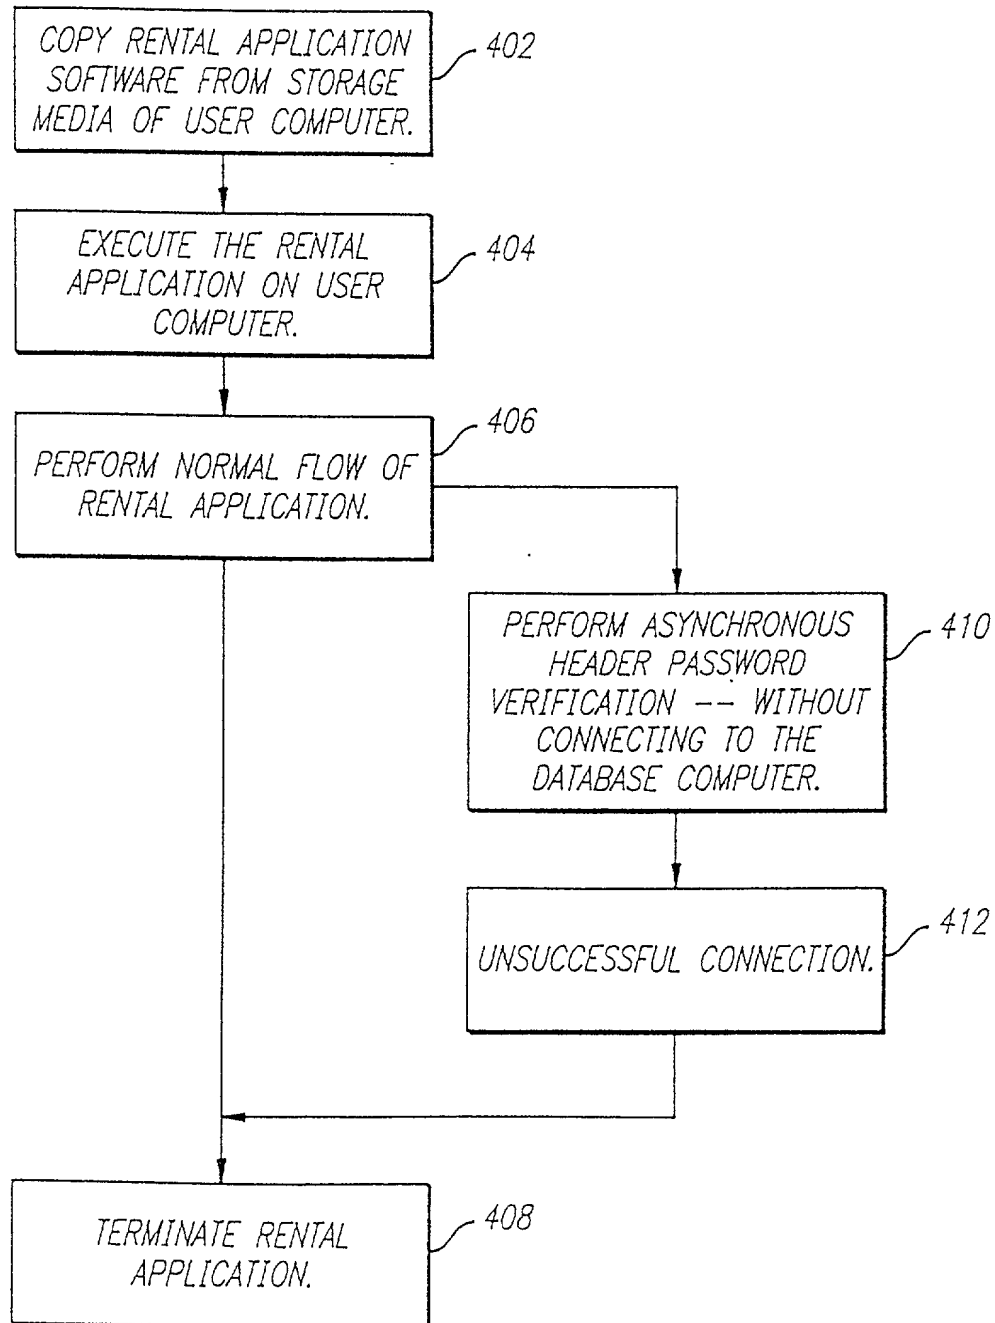 COPY RENTAL APPLICATION
SOFTWARE FROM STORAGE
MEDIA OF USER COMPUTER.
402
EXECUTE THE RENTAL
APPLICATION ON USER
COMPUTER.
404
PERFORM NORMAL FLOW OF
RENTAL APPLICATION.
406
PERFORM ASYNCHRONOUS
HEADER PASSWORD
VERIFICATION -- WITHOUT
CONNECTING TO THE
DATABASE COMPUTER.
410
UNSUCCESSFUL CONNECTION.
412
TERMINATE RENTAL
APPLICATION.
408